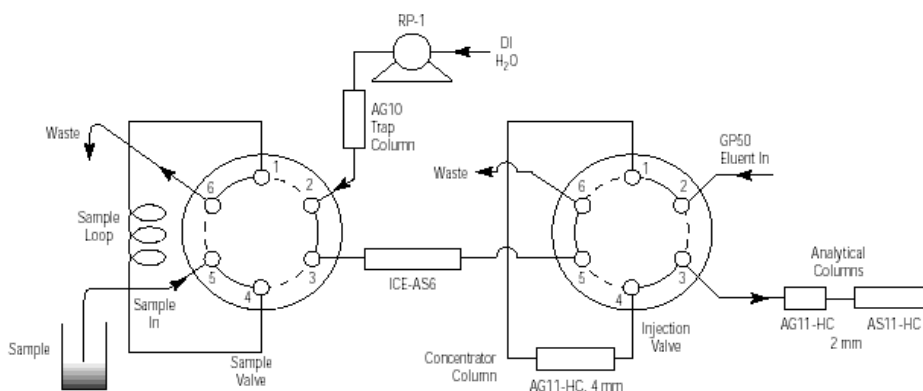 RP-1
DI
H₂O
AG10
Trap
Column
Waste
1
2
3
4
5
6
Sample
Loop
Sample
In
Sample
Sample
Valve
ICE-AS6
Waste
1
2
3
4
5
6
GP50
Eluent In
Injection
Valve
Concentrator
Column
AG11-HC, 4 mm
Analytical
Columns
AG11-HC
AS11-HC
2 mm